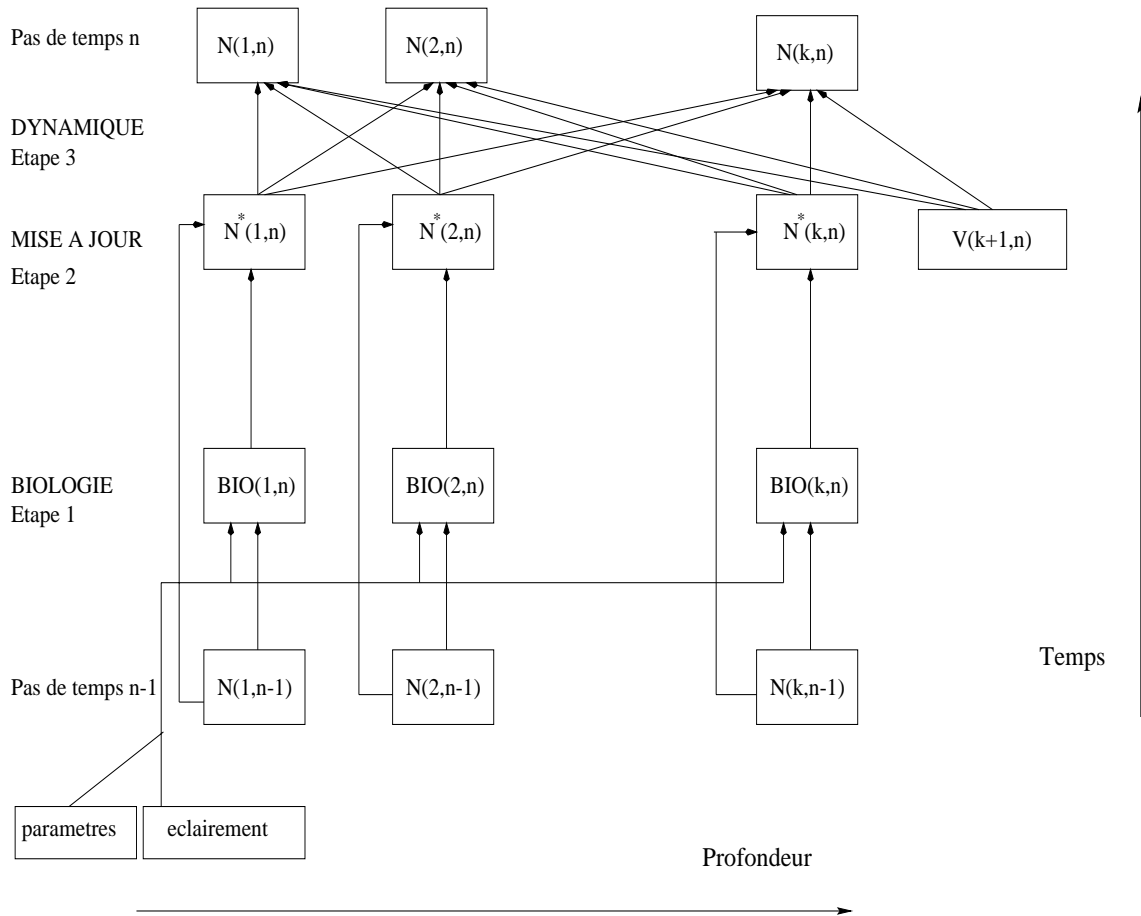 Pas de temps n
N(1,n)
N(2,n)
N(k,n)
DYNAMIQUE
Etape 3
MISE A JOUR
Etape 2
N*(1,n)
N*(2,n)
N*(k,n)
V(k+1,n)
BIOLOGIE
Etape 1
BIO(1,n)
BIO(2,n)
BIO(k,n)
Pas de temps n-1
N(1,n-1)
N(2,n-1)
N(k,n-1)
Temps
parametres
eclairement
Profondeur